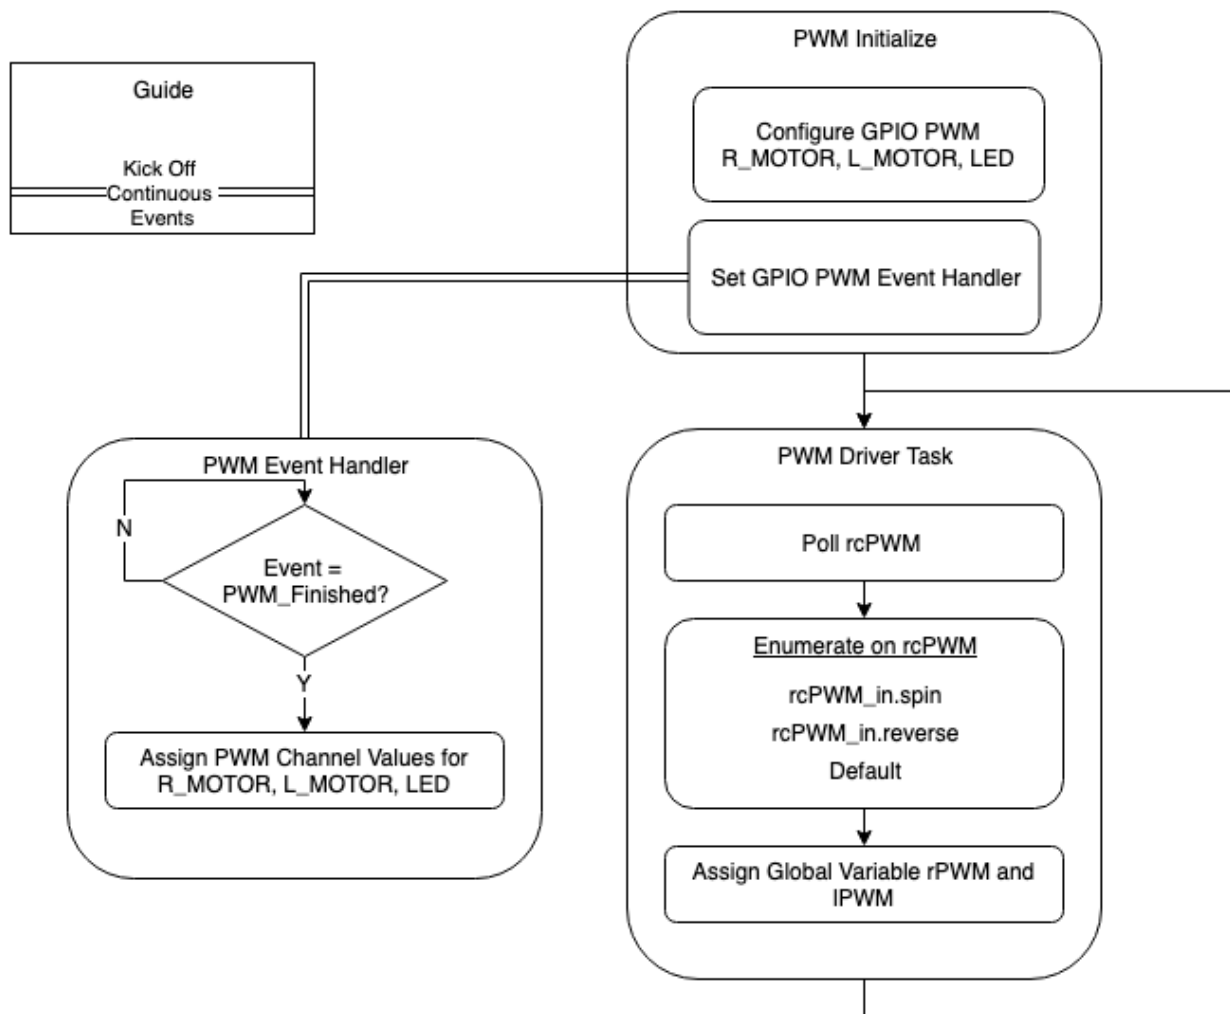 Guide
Kick Off
Continuous
Events
PWM Initialize
Configure GPIO PWM
R_MOTOR, L_MOTOR, LED
Set GPIO PWM Event Handler
PWM Event Handler
N
Event =
PWM_Finished?
Y
Assign PWM Channel Values for
R_MOTOR, L_MOTOR, LED
PWM Driver Task
Poll rcPWM
Enumerate on rcPWM
rcPWM_in.spin
rcPWM_in.reverse
Default
Assign Global Variable rPWM and
lPWM